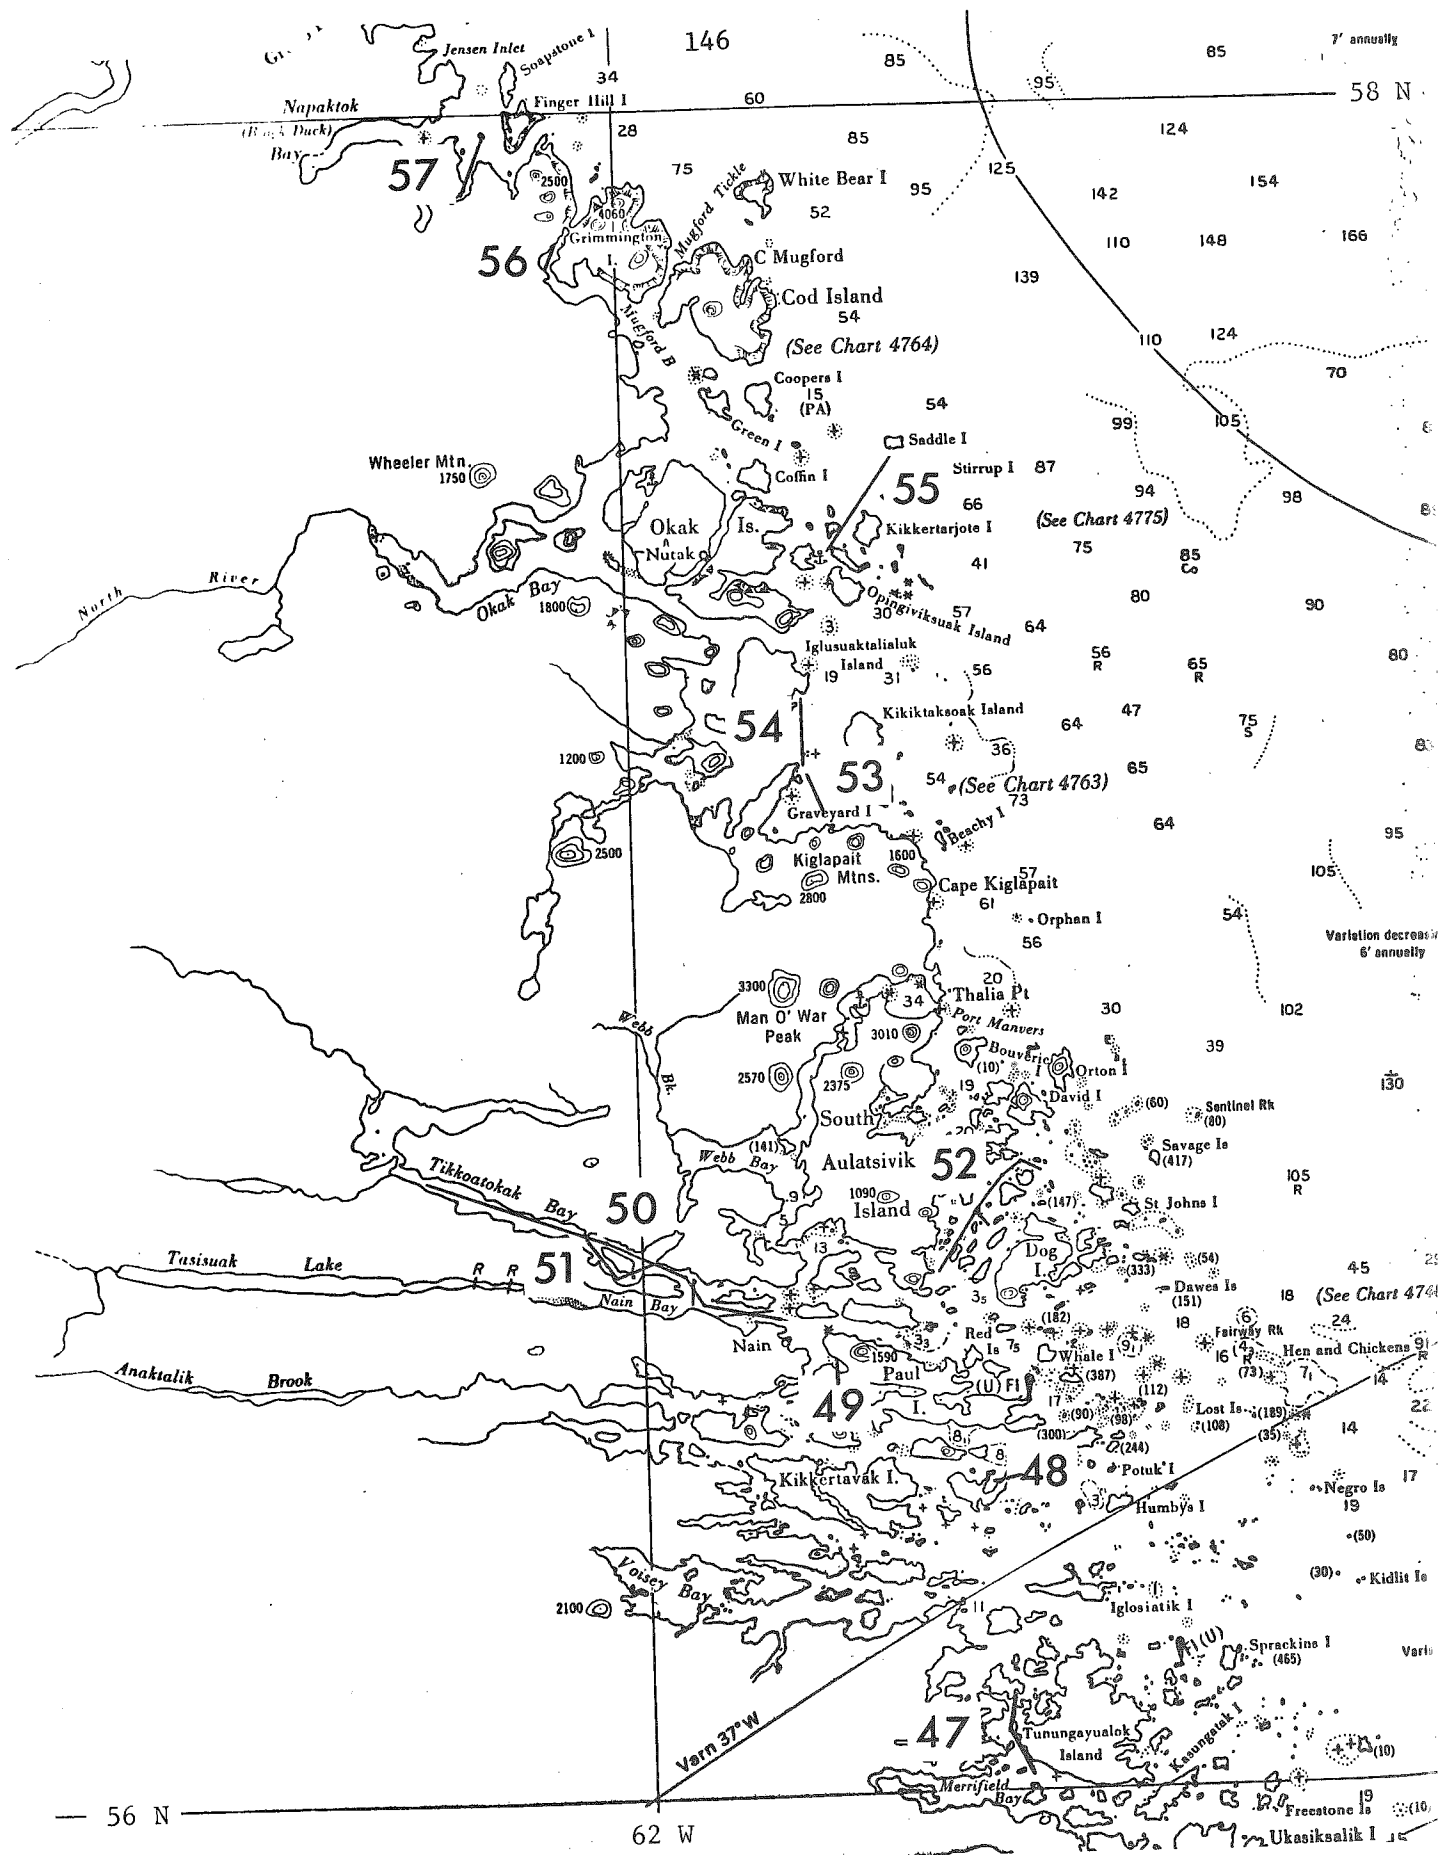 146
Jensen Inlet
Soapstone I
85
85
7' annually
34
95
Napaktok
Finger Hill I
60
58 N
Duck)
Bay
28
85
124
57
2500
75
Mugford Tickle
White Bear I
95
125
142
154
4060
52
Grimmington
I.
56
C Mugford
110
148
166
139
Cod Island
54
Mugford B
(See Chart 4764)
110
124
70
Coopers I
15
(PA)
54
99
105
Green I
Saddle I
Wheeler Mtn.
1750
Coffin I
55
Stirrup I
87
94
98
66
(See Chart 4775)
Okak
Is.
Kikkertarjote I
Nutak
75
85
Co
41
North
River
Okak
Bay
1800
Opingiviksuak Island
30
57
80
90
3
64
Iglusuaktalialuk
Island
56
R
65
R
80
19
31
56
54
Kikiktaksoak Island
64
47
75
S
36
1200
53
54
(See Chart 4763)
65
73
Graveyard I
Beachy I
64
95
2500
Kiglapait
Mtns.
1600
2800
57
Cape Kiglapait
61
105
Orphan I
54
56
Variation decreas
6' annually
3300
20
34
Thalia Pt
Webb
Man O' War
Peak
3010
Port Manvers
30
102
Bk.
Bouverie
I
(10)
39
2570
2375
Orton I
130
19
David I
South
20
(60)
Sentinel Rk
(80)
Tikkoatokak
Bay
Webb Bay
(141)
Aulatsivik
52
Savage Is
(417)
50
9
5
1090
Island
(147)
St Johns I
105
R
Tasiusak
Lake
13
Dog
I.
(333)
(54)
51
R
R
8
Dawes Is
(151)
45
Nain Bay
35
18
(See Chart 474
(182)
18
6
24
Nain
33
Red
Is
75
Fairway Rk
Hen and Chickens
91
R
1590
Whale I
9
16
4
R
(73)
71
14
Anaktalik
Brook
Paul
I.
(U) Fl
(387)
(112)
49
17
(90)
(98)
Lost Is
(108)
(189)
22
(300)
(35)
14
8
8
(244)
48
Potuk I
17
Kikkertavak I.
3
Humbys I
Negro Is
19
(50)
Voisey
Bay
(30)
Kidlit Is
2100
Iglosiatik I
11
Fl (U)
Sprackins I
(465)
Vari
47
Varn 37°W
Tunungayualok
Island
Kasungatak I
(10)
Merrifield
Bay
56 N
19
Freestone Is
(10)
62 W
Ukasiksalik I